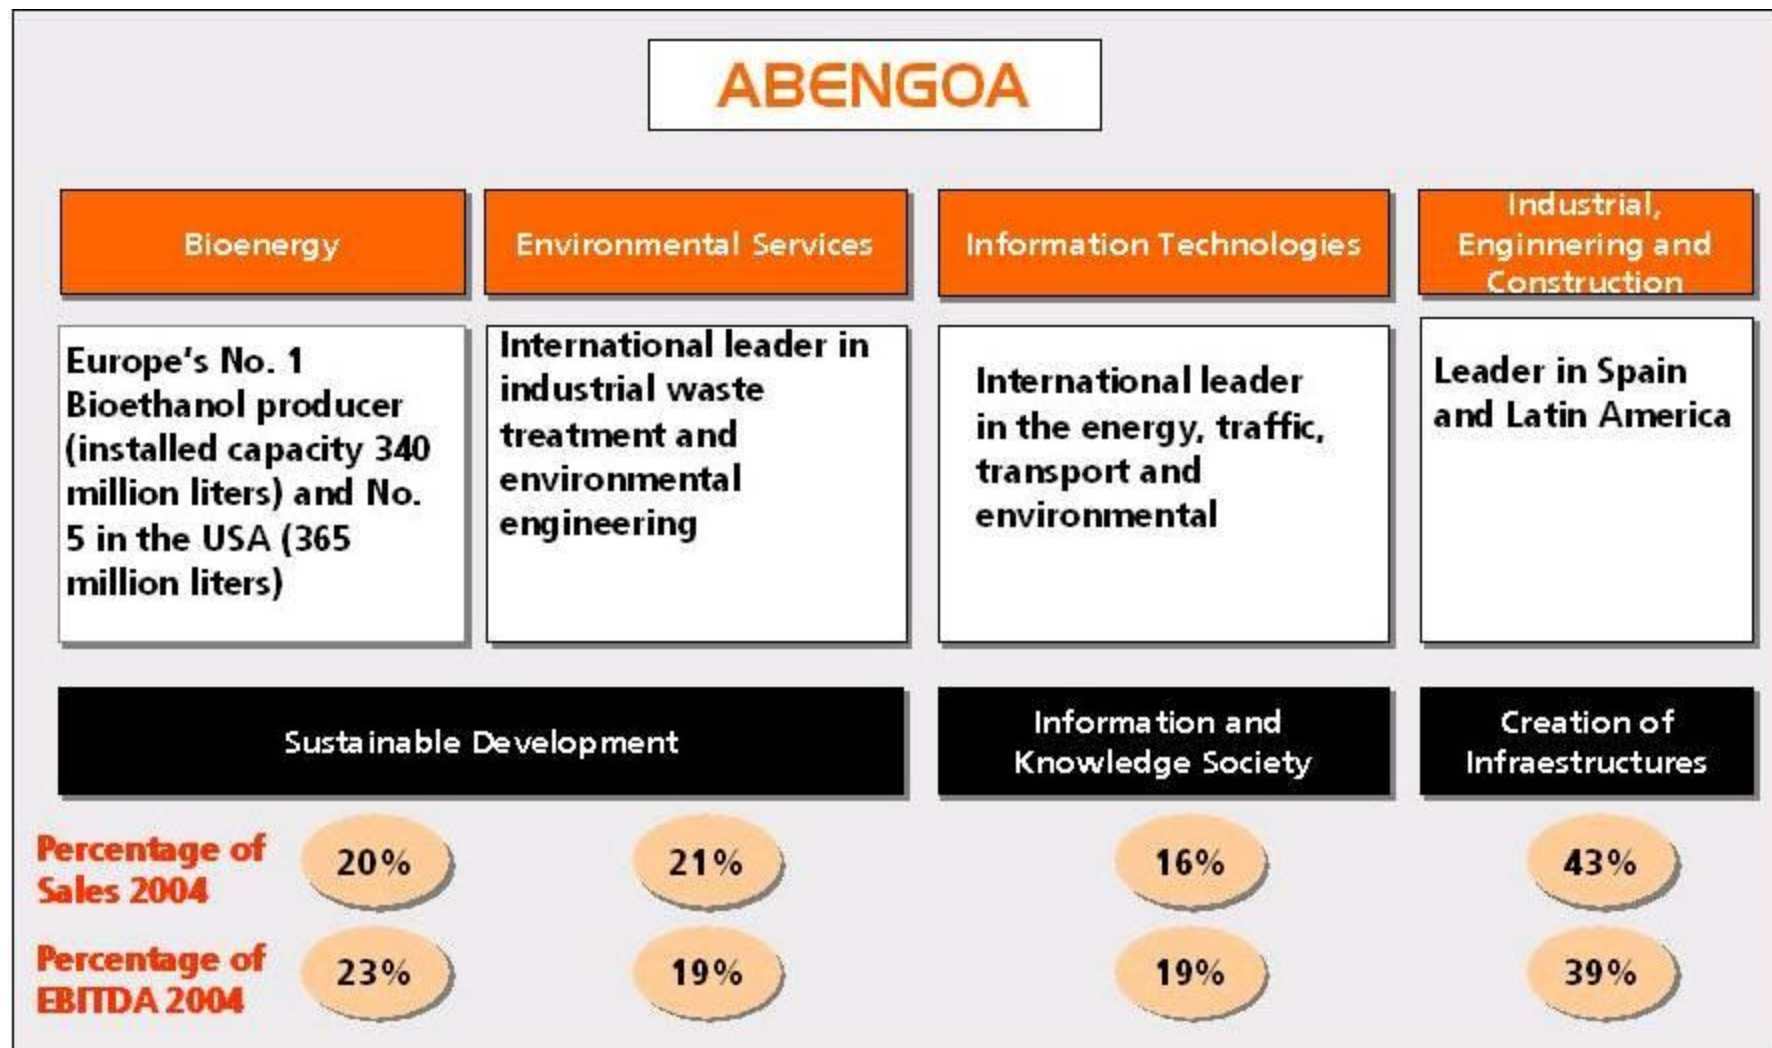 ABENGOA
Bioenergy
Environmental Services
Information Technologies
Industrial,
Enginnering and
Construction
Europe's No. 1
Bioethanol producer
(installed capacity 340
million liters) and No.
5 in the USA (365
million liters)
International leader in
industrial waste
treatment and
environmental
engineering
International leader
in the energy, traffic,
transport and
environmental
Leader in Spain
and Latin America
Sustainable Development
Information and
Knowledge Society
Creation of
Infraestructures
Percentage of
Sales 2004
20%
21%
16%
43%
Percentage of
EBITDA 2004
23%
19%
19%
39%